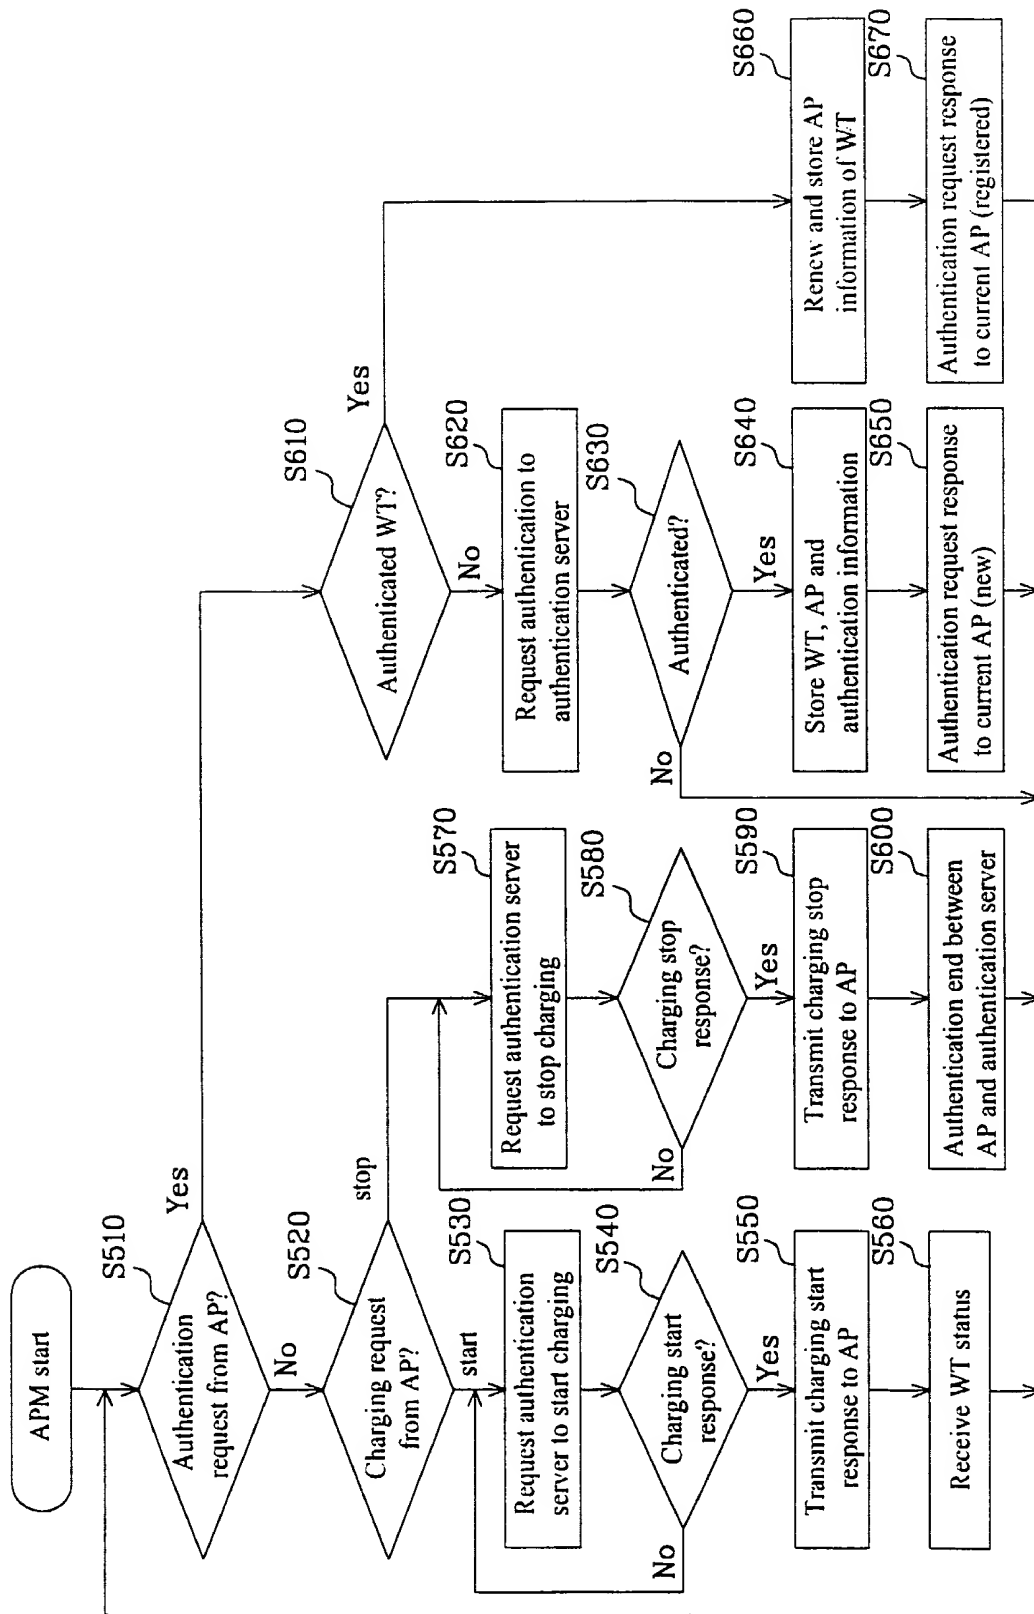 APM start
S510
Authentication
request from AP?
Yes
No
S520
Charging request
from AP?
stop
start
S530
Request authentication
server to start charging
S540
Charging start
response?
No
Yes
S550
Transmit charging start
response to AP
S560
Receive WT status
S570
Request authentication server
to stop charging
S580
Charging stop
response?
No
Yes
S590
Transmit charging stop
response to AP
S600
Authentication end between
AP and authentication server
S610
Authenticated WT?
Yes
No
S620
Request authentication to
authentication server
S630
Authenticated?
No
Yes
S640
Store WT, AP and
authentication information
S650
Authentication request response
to current AP (new)
S660
Renew and store AP
information of WT
S670
Authentication request response
to current AP (registered)